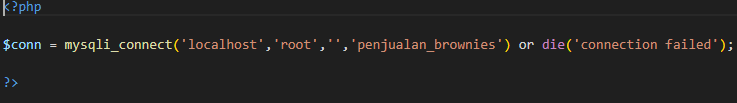 <?php
$conn = mysqli_connect('localhost','root','','penjualan_brownies') or die('connection failed');
?>